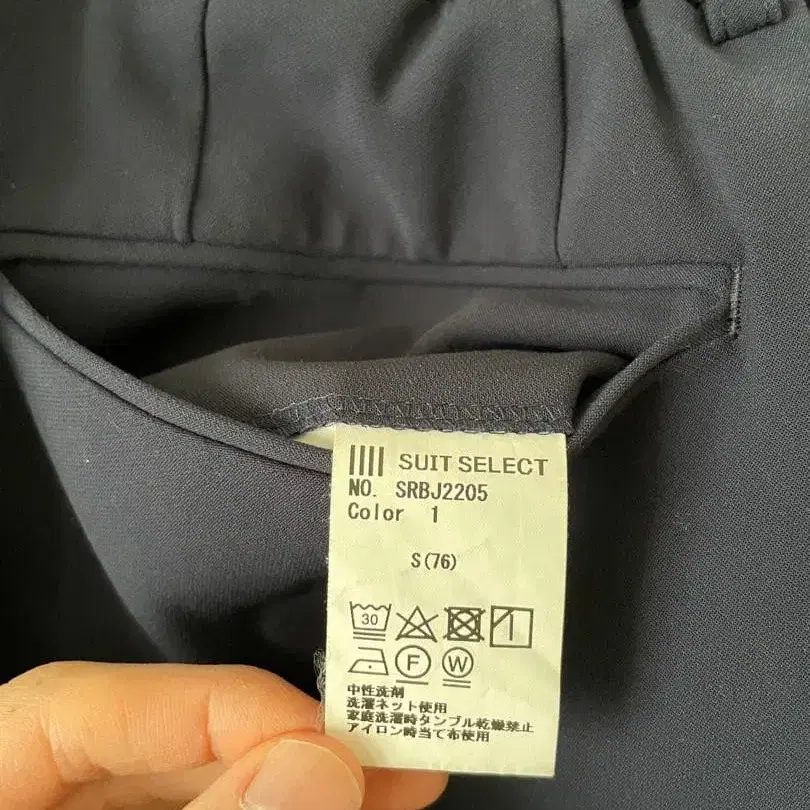 SUIT SELECT
NO. SRBJ2205
Color 1
S(76)
30
F W
中性洗剤
洗濯ネット使用
家庭洗濯時タンブル乾燥禁止
アイロン時当て布使用